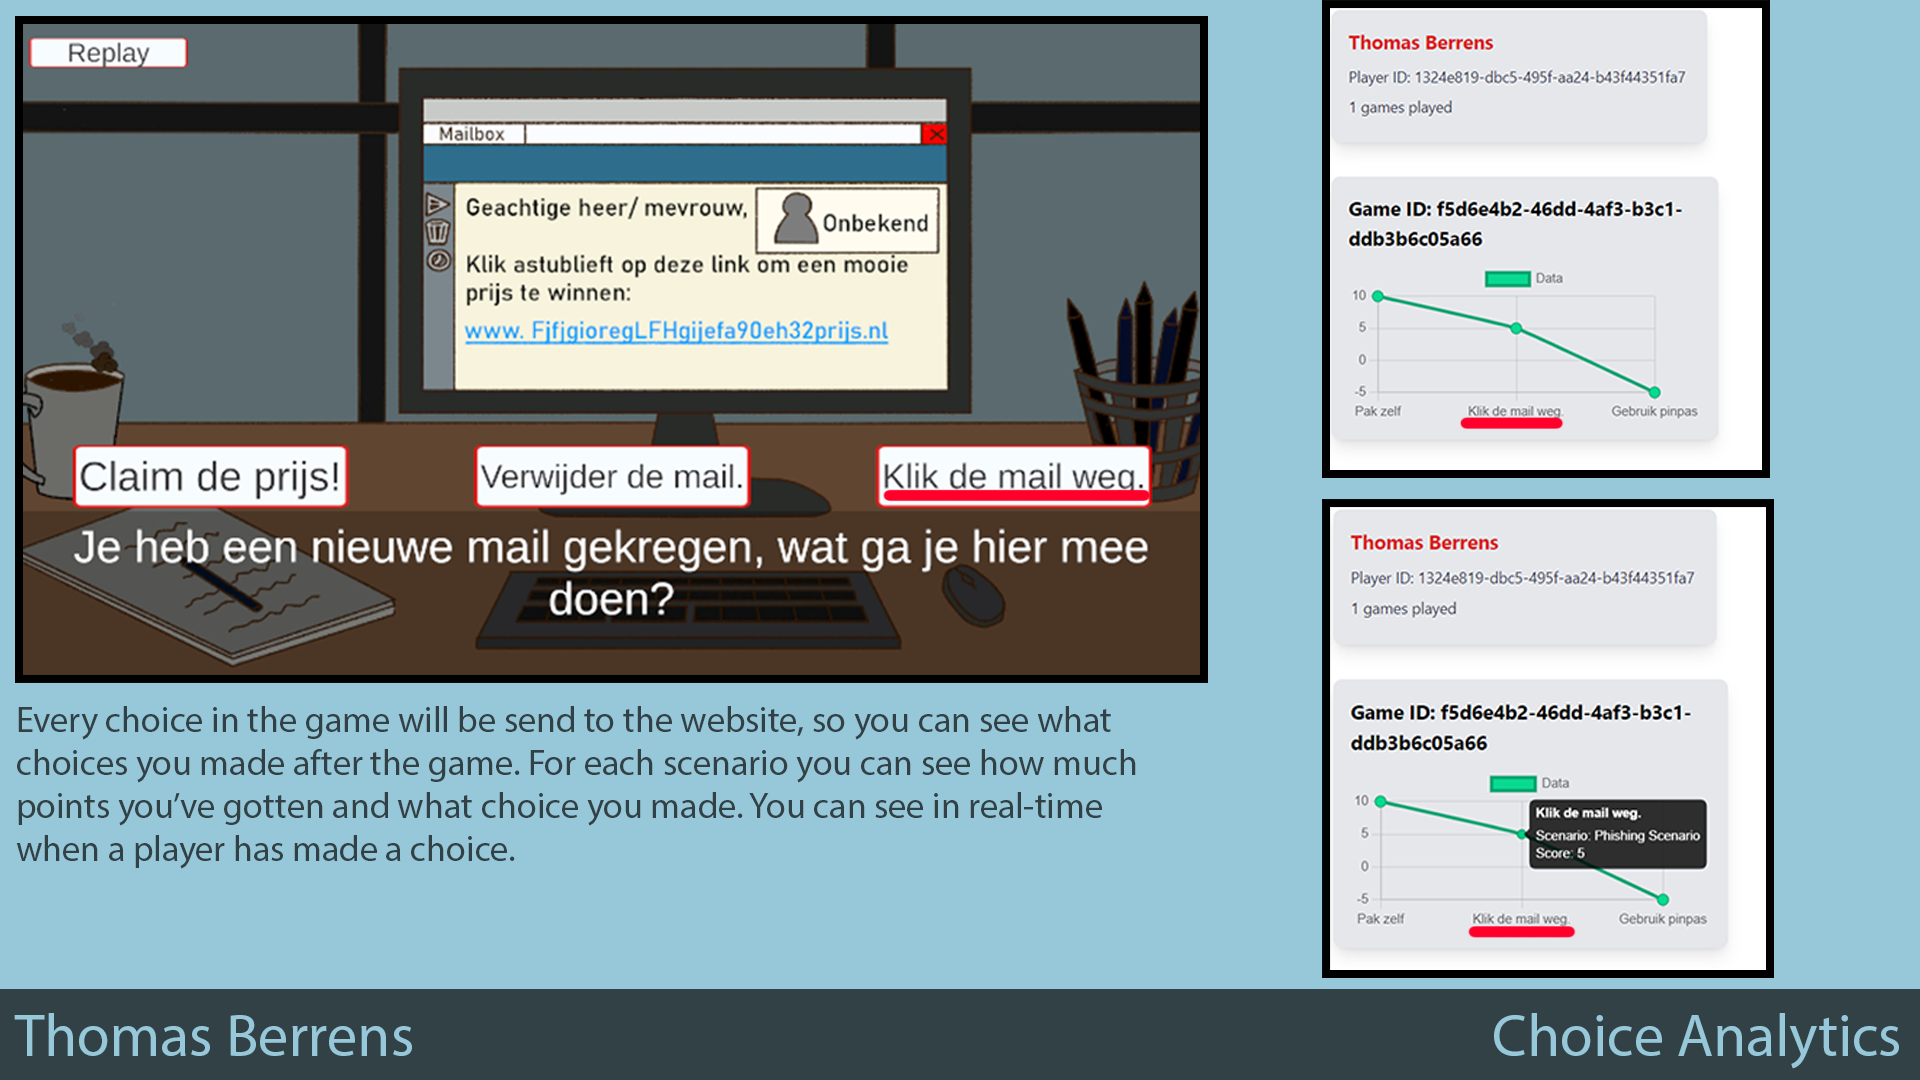 Replay
Mailbox
Geachtige heer/ mevrouw,
Onbekend
Klik astublieft op deze link om een mooie
prijs te winnen:
www. FjfjgioregLFHgijefa90eh32prijs.nl
Claim de prijs!
Verwijder de mail.
Klik de mail weg.
Je heb een nieuwe mail gekregen, wat ga je hier mee
doen?
Every choice in the game will be send to the website, so you can see what
choices you made after the game. For each scenario you can see how much
points you’ve gotten and what choice you made. You can see in real-time
when a player has made a choice.
Thomas Berrens
Player ID: 1324e819-dbc5-495f-aa24-b43f44351fa7
1 games played
Game ID: f5d6e4b2-46dd-4af3-b3c1-
ddb3b6c05a66
Data
10
5
0
-5
Pak zelf
Klik de mail weg.
Gebruik pinpas
Thomas Berrens
Player ID: 1324e819-dbc5-495f-aa24-b43f44351fa7
1 games played
Game ID: f5d6e4b2-46dd-4af3-b3c1-
ddb3b6c05a66
Data
10
5
0
-5
Klik de mail weg.
Scenario: Phishing Scenario
Score: 5
Pak zelf
Klik de mail weg.
Gebruik pinpas
Thomas Berrens
Choice Analytics